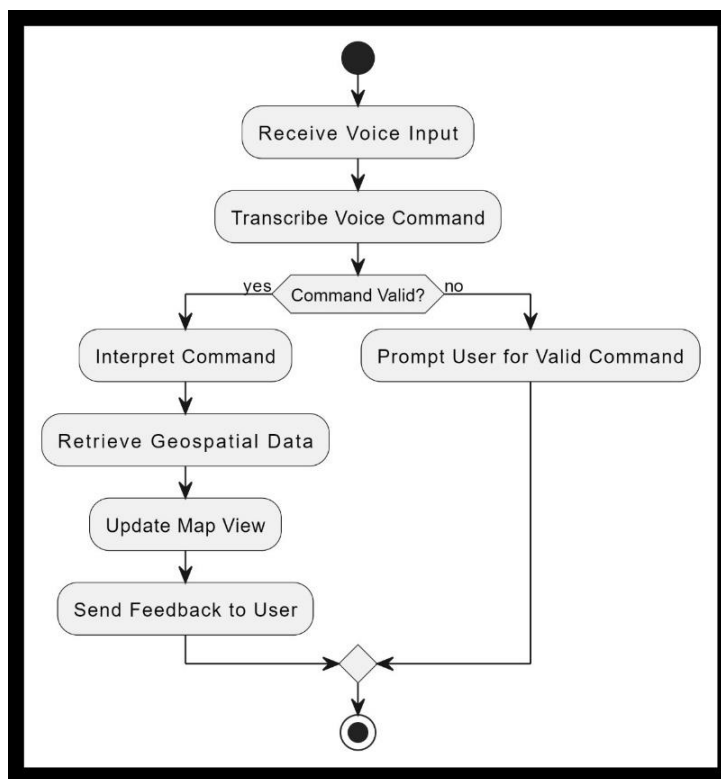 Receive Voice Input
Transcribe Voice Command
yes
Command Valid?
no
Interpret Command
Prompt User for Valid Command
Retrieve Geospatial Data
Update Map View
Send Feedback to User